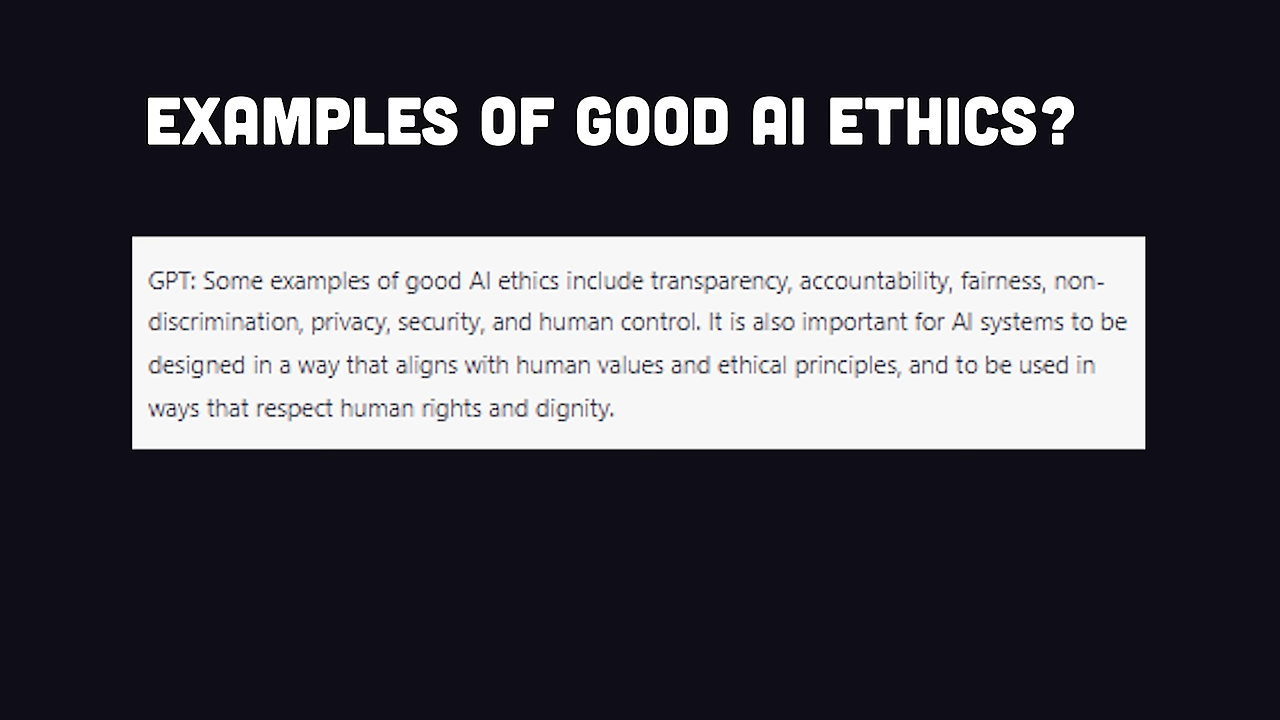 EXAMPLES OF GOOD AI ETHICS?
GPT: Some examples of good AI ethics include transparency, accountability, fairness, non-
discrimination, privacy, security, and human control. It is also important for AI systems to be
designed in a way that aligns with human values and ethical principles, and to be used in
ways that respect human rights and dignity.